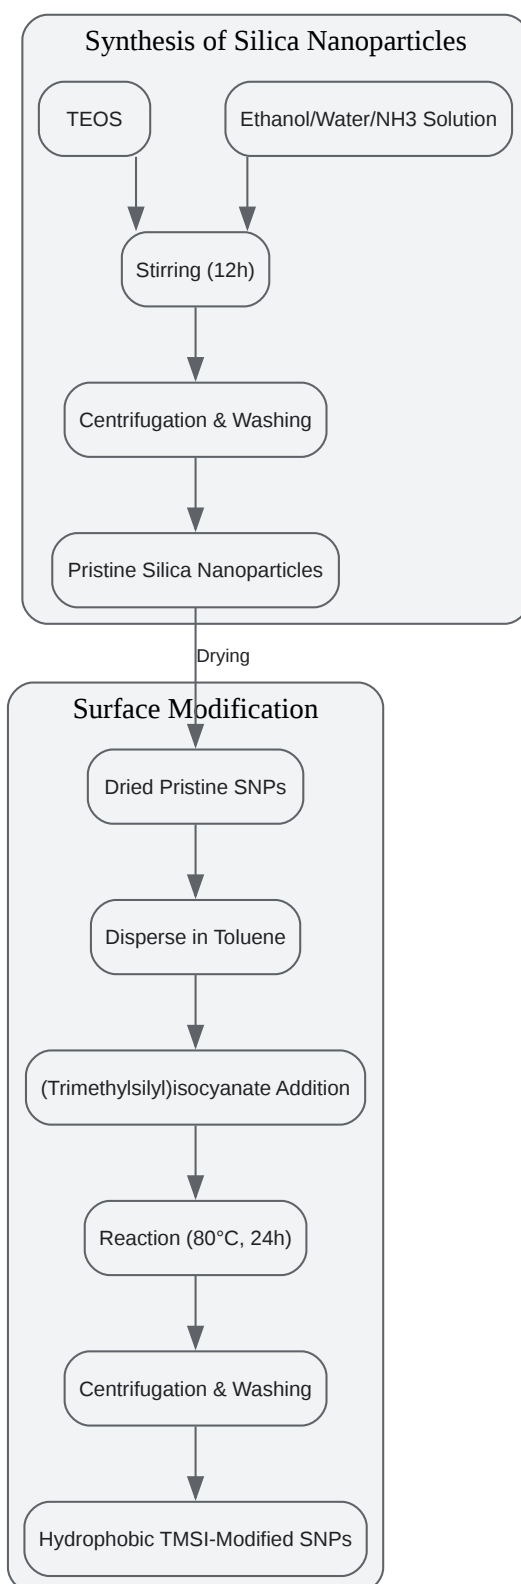 Synthesis of Silica Nanoparticles
TEOS
Ethanol/Water/NH3 Solution
Stirring (12h)
Centrifugation & Washing
Pristine Silica Nanoparticles
Drying
Surface Modification
Dried Pristine SNPs
Disperse in Toluene
(Trimethylsilyl)isocyanate Addition
Reaction (80°C, 24h)
Centrifugation & Washing
Hydrophobic TMSI-Modified SNPs